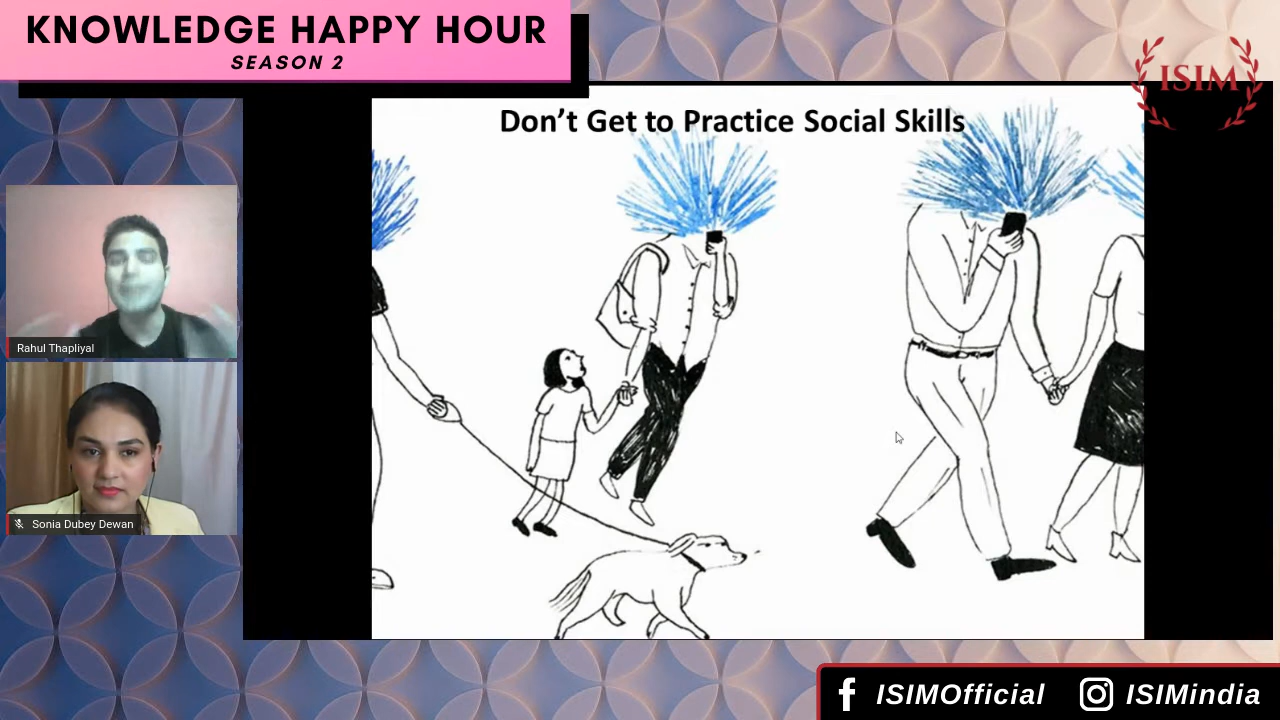 KNOWLEDGE HAPPY HOUR
SEASON 2
ISIM
Don't Get to Practice Social Skills
Rahul Thapliyal
Sonia Dubey Dewan
ISIMOfficial
ISIMindia